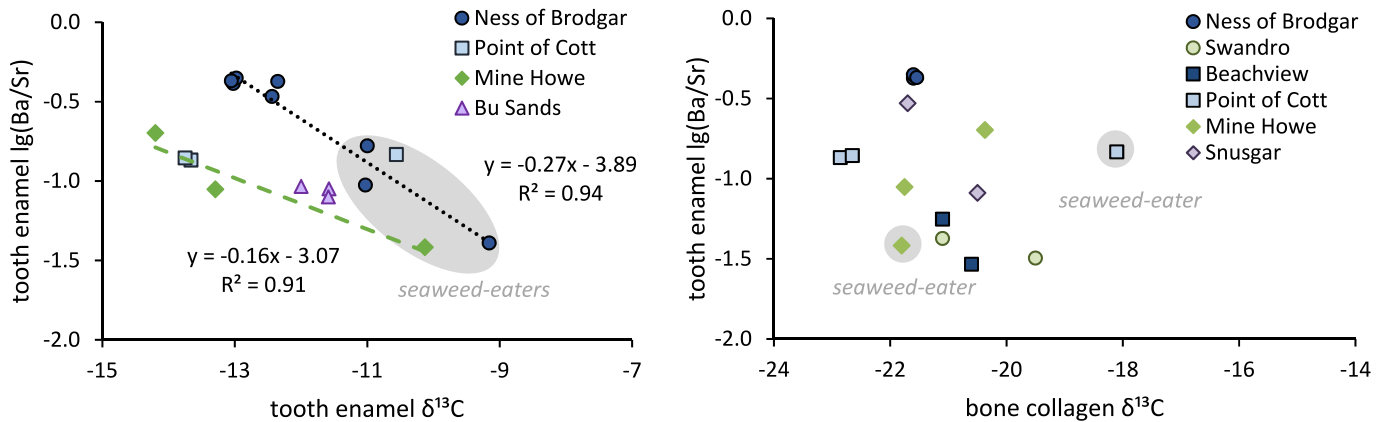 tooth enamel lg(Ba/Sr)
0.0
-0.5
-1.0
-1.5
-2.0
-15
-13
-11
-9
-7
tooth enamel δ¹³C
Ness of Brodgar
Point of Cott
Mine Howe
Bu Sands
y = -0.27x - 3.89
R² = 0.94
y = -0.16x - 3.07
R² = 0.91
seaweed-eaters
tooth enamel lg(Ba/Sr)
0.0
-0.5
-1.0
-1.5
-2.0
-24
-22
-20
-18
-16
-14
bone collagen δ¹³C
Ness of Brodgar
Swandro
Beachview
Point of Cott
Mine Howe
Snusgar
seaweed-eater
seaweed-eater